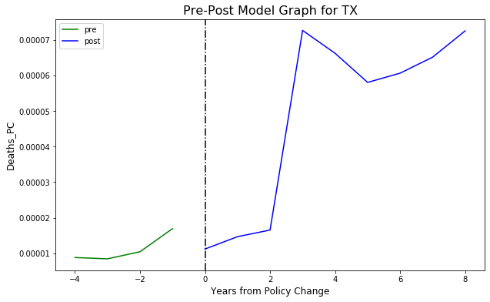 Pre-Post Model Graph for TX
pre
post
0.00007
0.00006
0.00005
0.00004
0.00003
0.00002
0.00001
Deaths_PC
−4 −2 0 2 4 6 8
Years from Policy Change